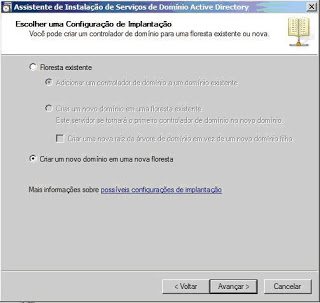 Assistente de Instalação de Serviços de Domínio Active Directory
Escolher uma Configuração de Implantação
Você pode criar um controlador de domínio para uma floresta existente ou nova.
Floresta existente
Adicionar um controlador de domínio a um domínio existente
Criar um novo domínio em uma floresta existente
Este servidor se tornará o primeiro controlador de domínio no novo domínio.
Criar uma nova raiz da árvore de domínio em vez de um novo domínio filho
Criar um novo domínio em uma nova floresta
Mais informações sobre possíveis configurações de implantação
< Voltar Avançar > Cancelar